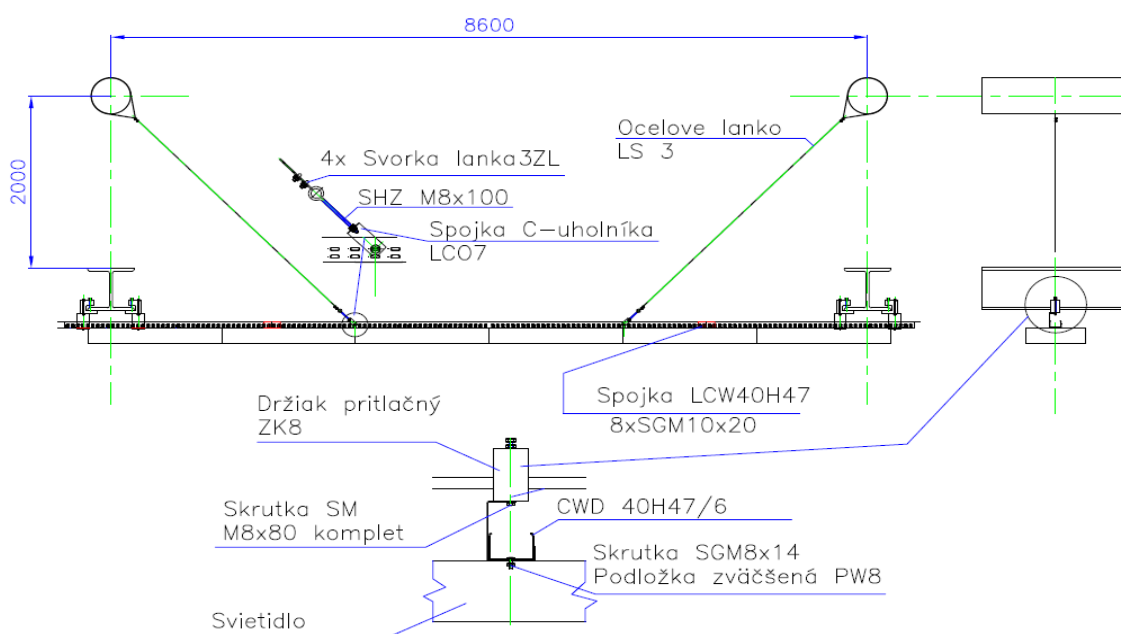 8600
2000
Ocelove lanko
LS 3
4x Svorka lanka3ZL
SHZ M8x100
Spojka C-uholníka
LC07
Držiak pritlačný
ZK8
Spojka LCW40H47
8xSGM10x20
Skrutka SM
M8x80 komplet
CWD 40H47/6
Skrutka SGM8x14
Podložka zväčšená PW8
Svietidlo